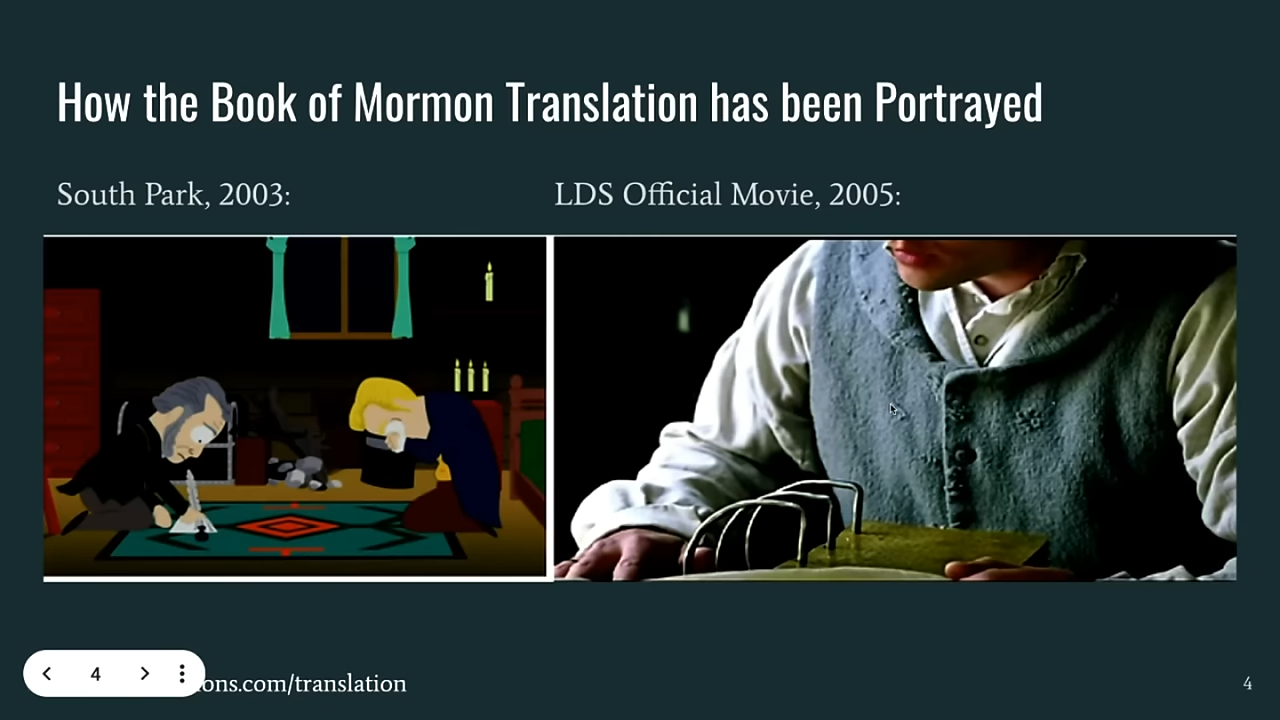 How the Book of Mormon Translation has been Portrayed
South Park, 2003:
LDS Official Movie, 2005:
4
ons.com/translation
4